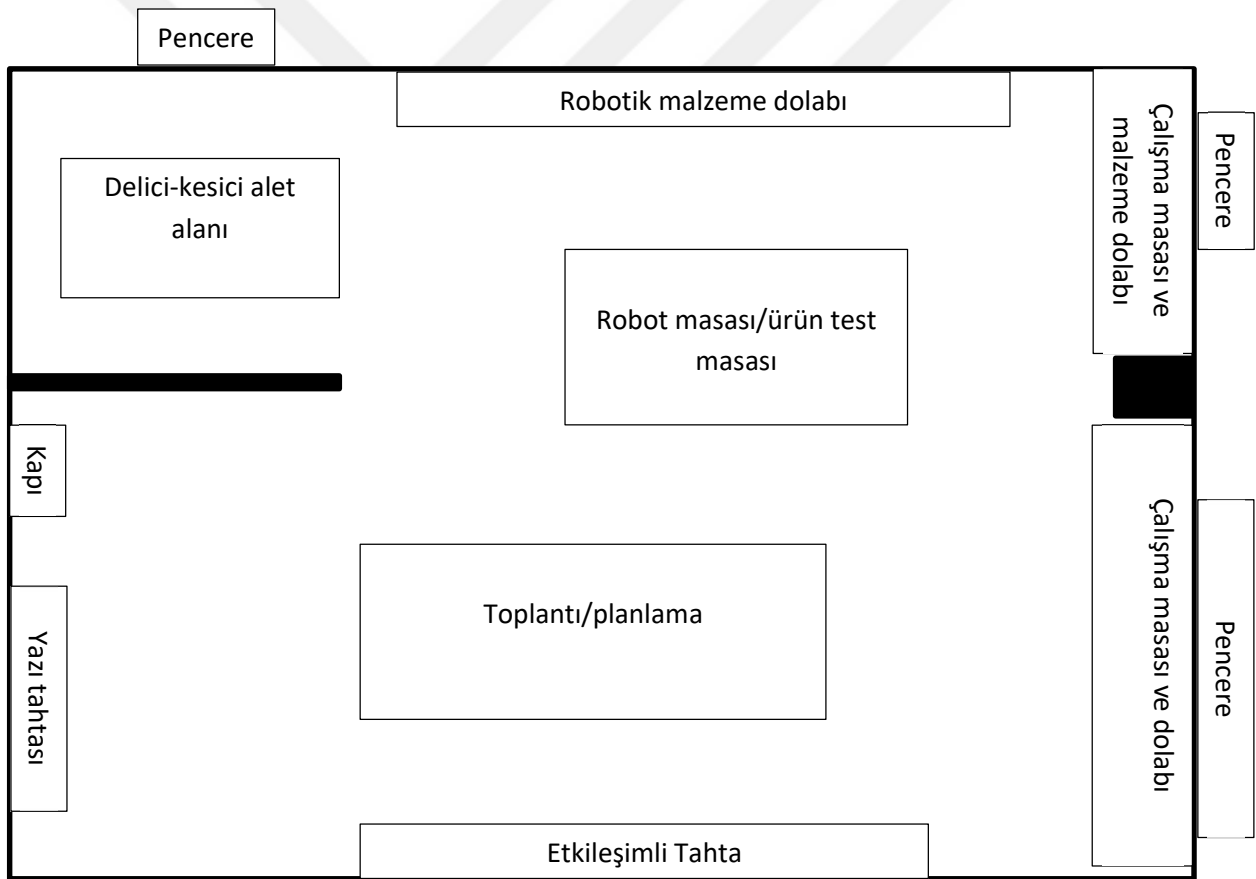 Pencere
Robotik malzeme dolabı
Çalışma masası ve
malzeme dolabı
Pencere
Delici-kesici alet
alanı
Robot masası/ürün test
masası
Kapı
Çalışma masası ve dolabı
Pencere
Toplantı/planlama
Yazı tahtası
Etkileşimli Tahta